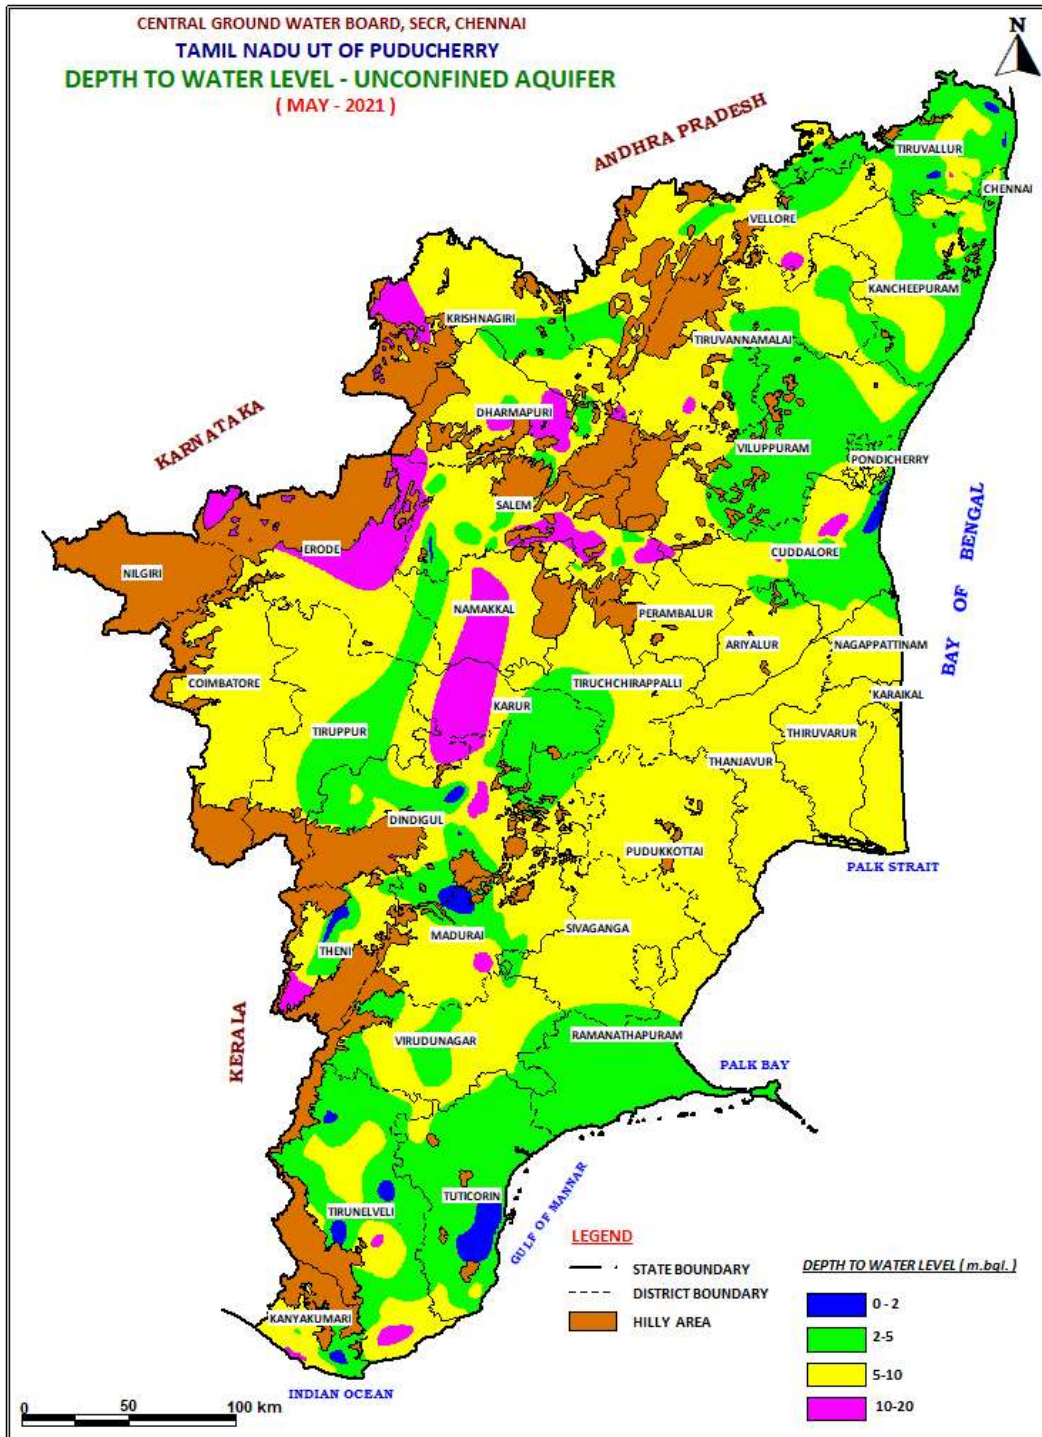 CENTRAL GROUND WATER BOARD, SECR, CHENNAI
TAMIL NADU UT OF PUDUCHERRY
DEPTH TO WATER LEVEL - UNCONFINED AQUIFER
( MAY - 2021 )
N
ANDHRA PRADESH
TIRUVALLUR
CHENNAI
VELLORE
KANCHEEPURAM
KRISHNAGIRI
TIRUVANNAMALAI
KARNATAKA
DHARMAPURI
VILUPPURAM
PONDICHERRY
SALEM
ERODE
CUDDALORE
NILGIRI
BAY OF BENGAL
NAMAKKAL
PERAMBALUR
ARIYALUR
NAGAPPATTINAM
COIMBATORE
TIRUCHCHIRAPPALLI
KARAIKAL
KARUR
TIRUPPUR
THIRUVARUR
THANJAVUR
DINDIGUL
PUDUKKOTTAI
PALK STRAIT
SIVAGANGA
MADURAI
THENI
KERALA
RAMANATHAPURAM
VIRUDUNAGAR
PALK BAY
TUTICORIN
TIRUNELVELI
GULF OF MANNAR
KANYAKUMARI
INDIAN OCEAN
LEGEND
STATE BOUNDARY
DISTRICT BOUNDARY
HILLY AREA
DEPTH TO WATER LEVEL ( m.bgl. )
0 - 2
2-5
5-10
10-20
0 50 100 km